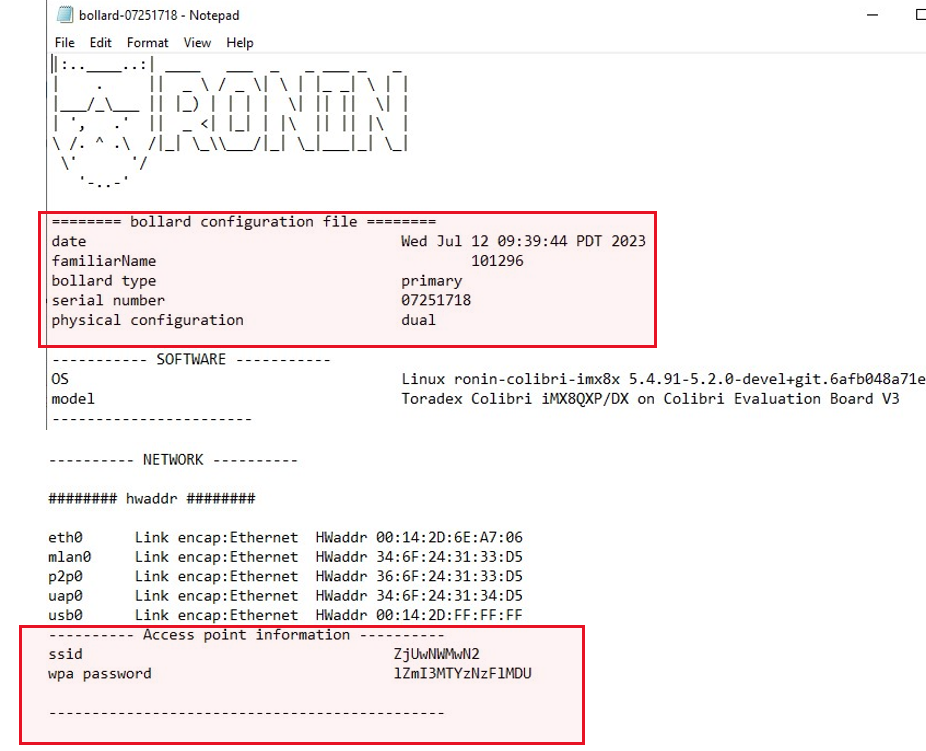 bollard-07251718 - Notepad
File Edit Format View Help
RONIN
======== bollard configuration file ========
date Wed Jul 12 09:39:44 PDT 2023
familiarName 101296
bollard type primary
serial number 07251718
physical configuration dual
----------- SOFTWARE -----------
OS Linux ronin-colibri-imx8x 5.4.91-5.2.0-devel+git.6afb048a71e
model Toradex Colibri iMX8QXP/DX on Colibri Evaluation Board V3
-----------------------
---------- NETWORK ----------
######## hwaddr ########
eth0 Link encap:Ethernet HWaddr 00:14:2D:6E:A7:06
mlan0 Link encap:Ethernet HWaddr 34:6F:24:31:33:D5
p2p0 Link encap:Ethernet HWaddr 36:6F:24:31:33:D5
uap0 Link encap:Ethernet HWaddr 34:6F:24:31:34:D5
usb0 Link encap:Ethernet HWaddr 00:14:2D:FF:FF:FF
---------- Access point information ----------
ssid ZjUwNWMwN2
wpa password lZmI3MTYzNzFlMDU
----------------------------------------------